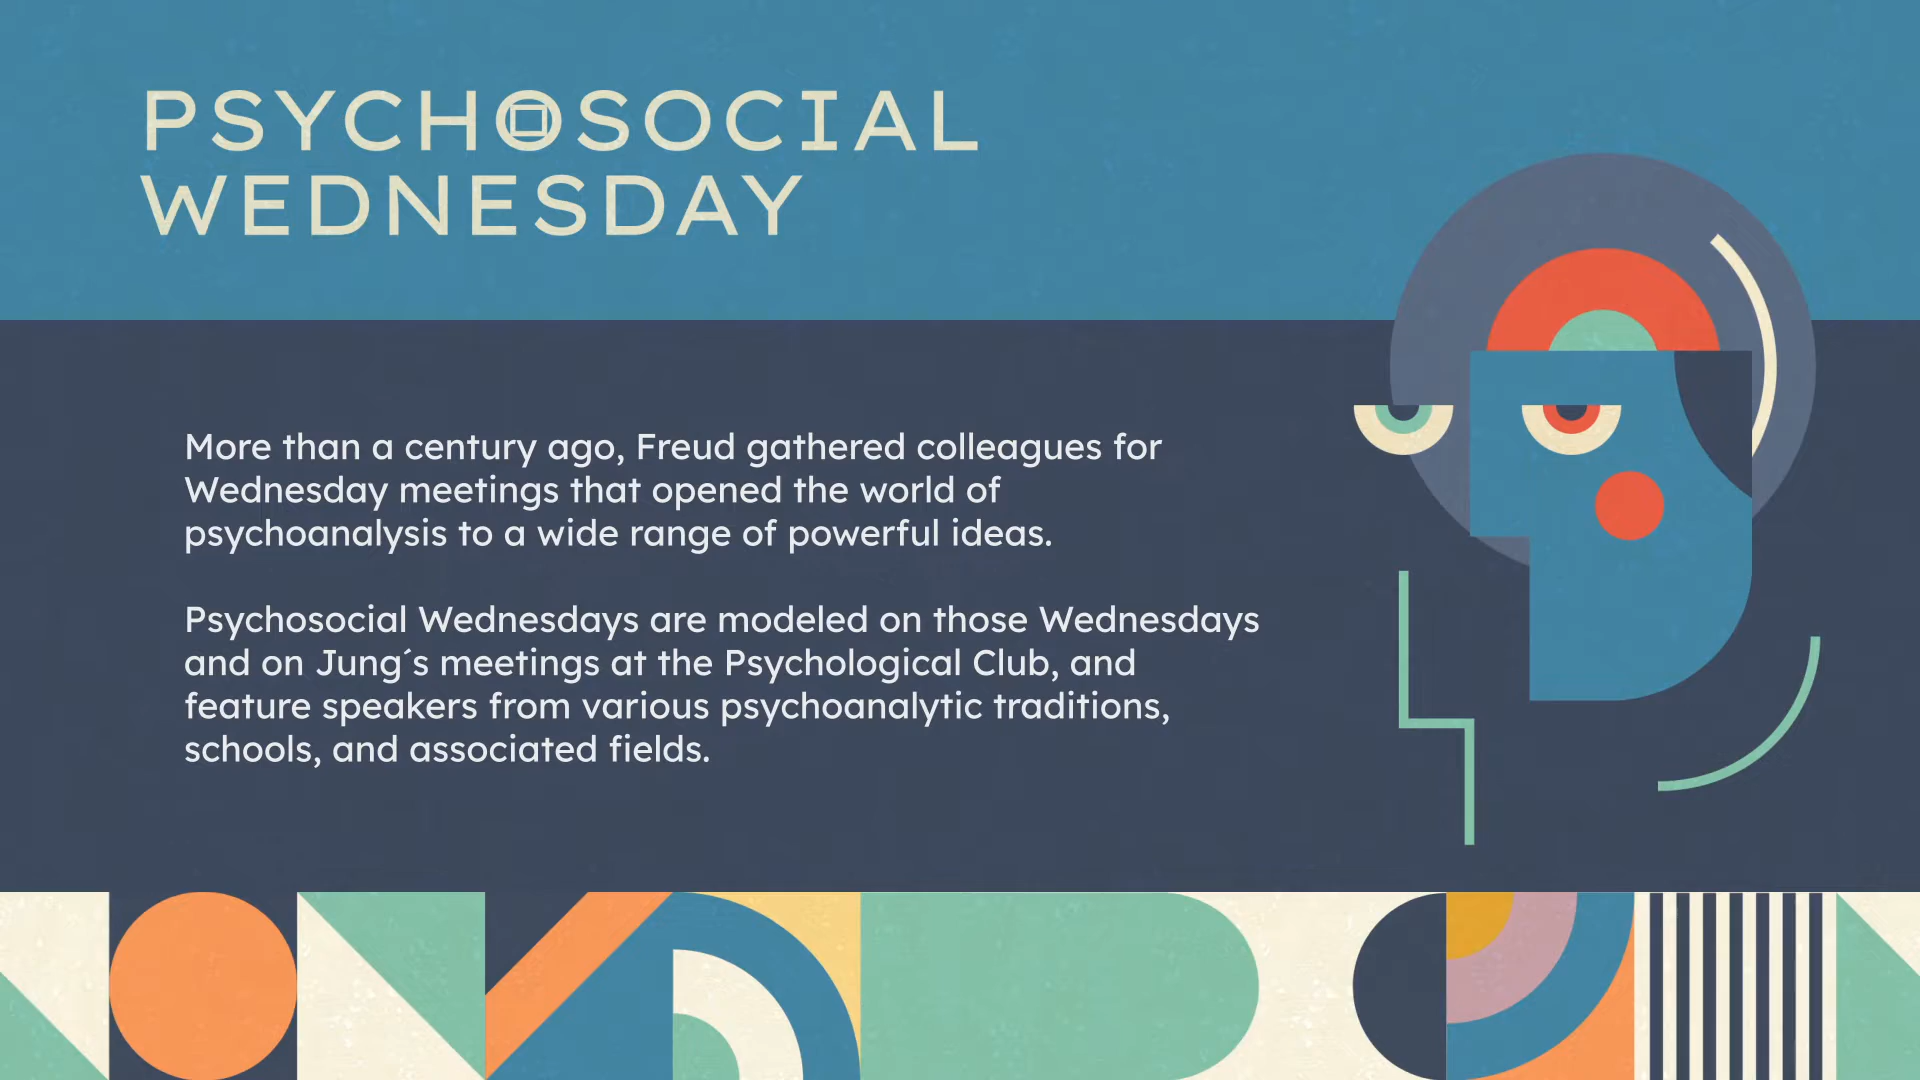 PSYCHOSOCIAL
WEDNESDAY
More than a century ago, Freud gathered colleagues for
Wednesday meetings that opened the world of
psychoanalysis to a wide range of powerful ideas.
Psychosocial Wednesdays are modeled on those Wednesdays
and on Jung´s meetings at the Psychological Club, and
feature speakers from various psychoanalytic traditions,
schools, and associated fields.